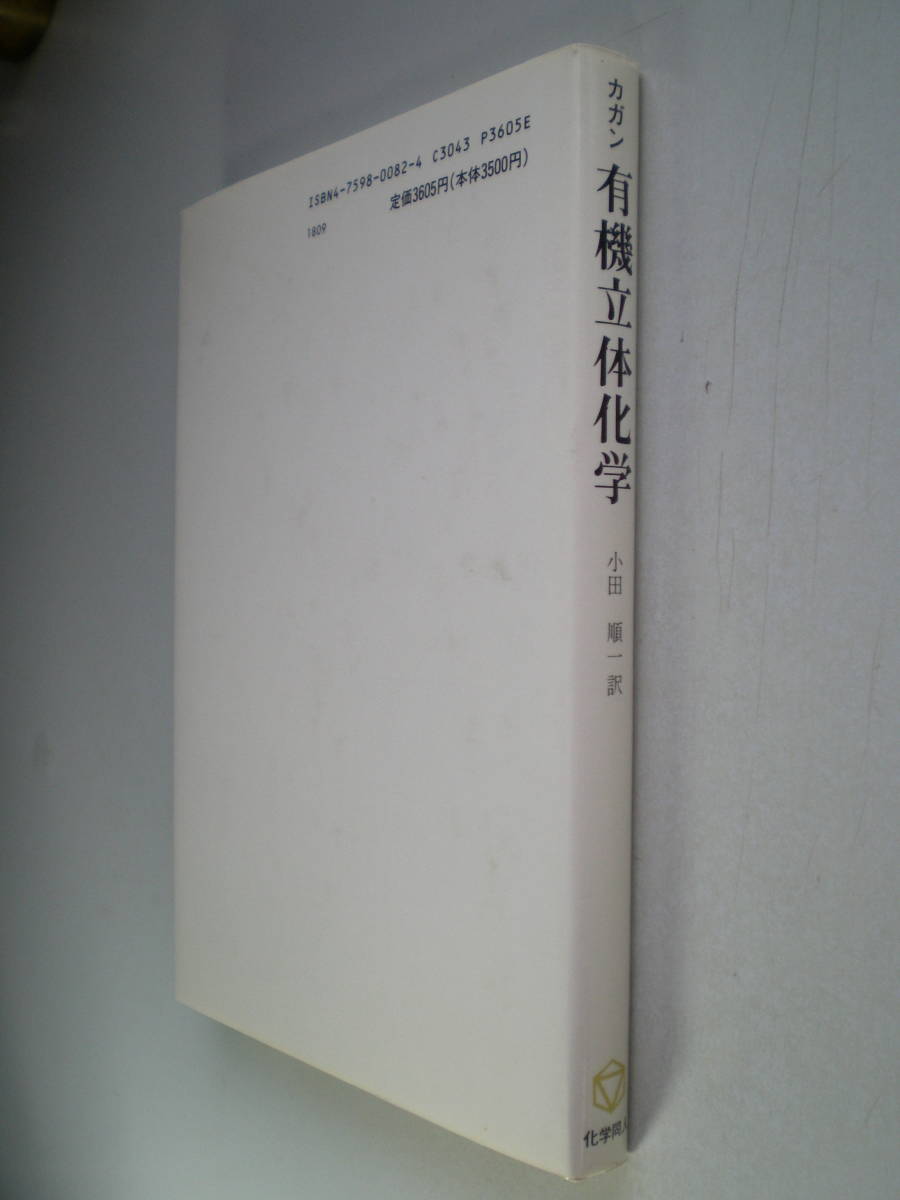 ISBN4-7598-0082-4 C3043 P3605E
定価3605円(本体3500円)
1809
カガン 有機立体化学 小田 順一訳
化学同人